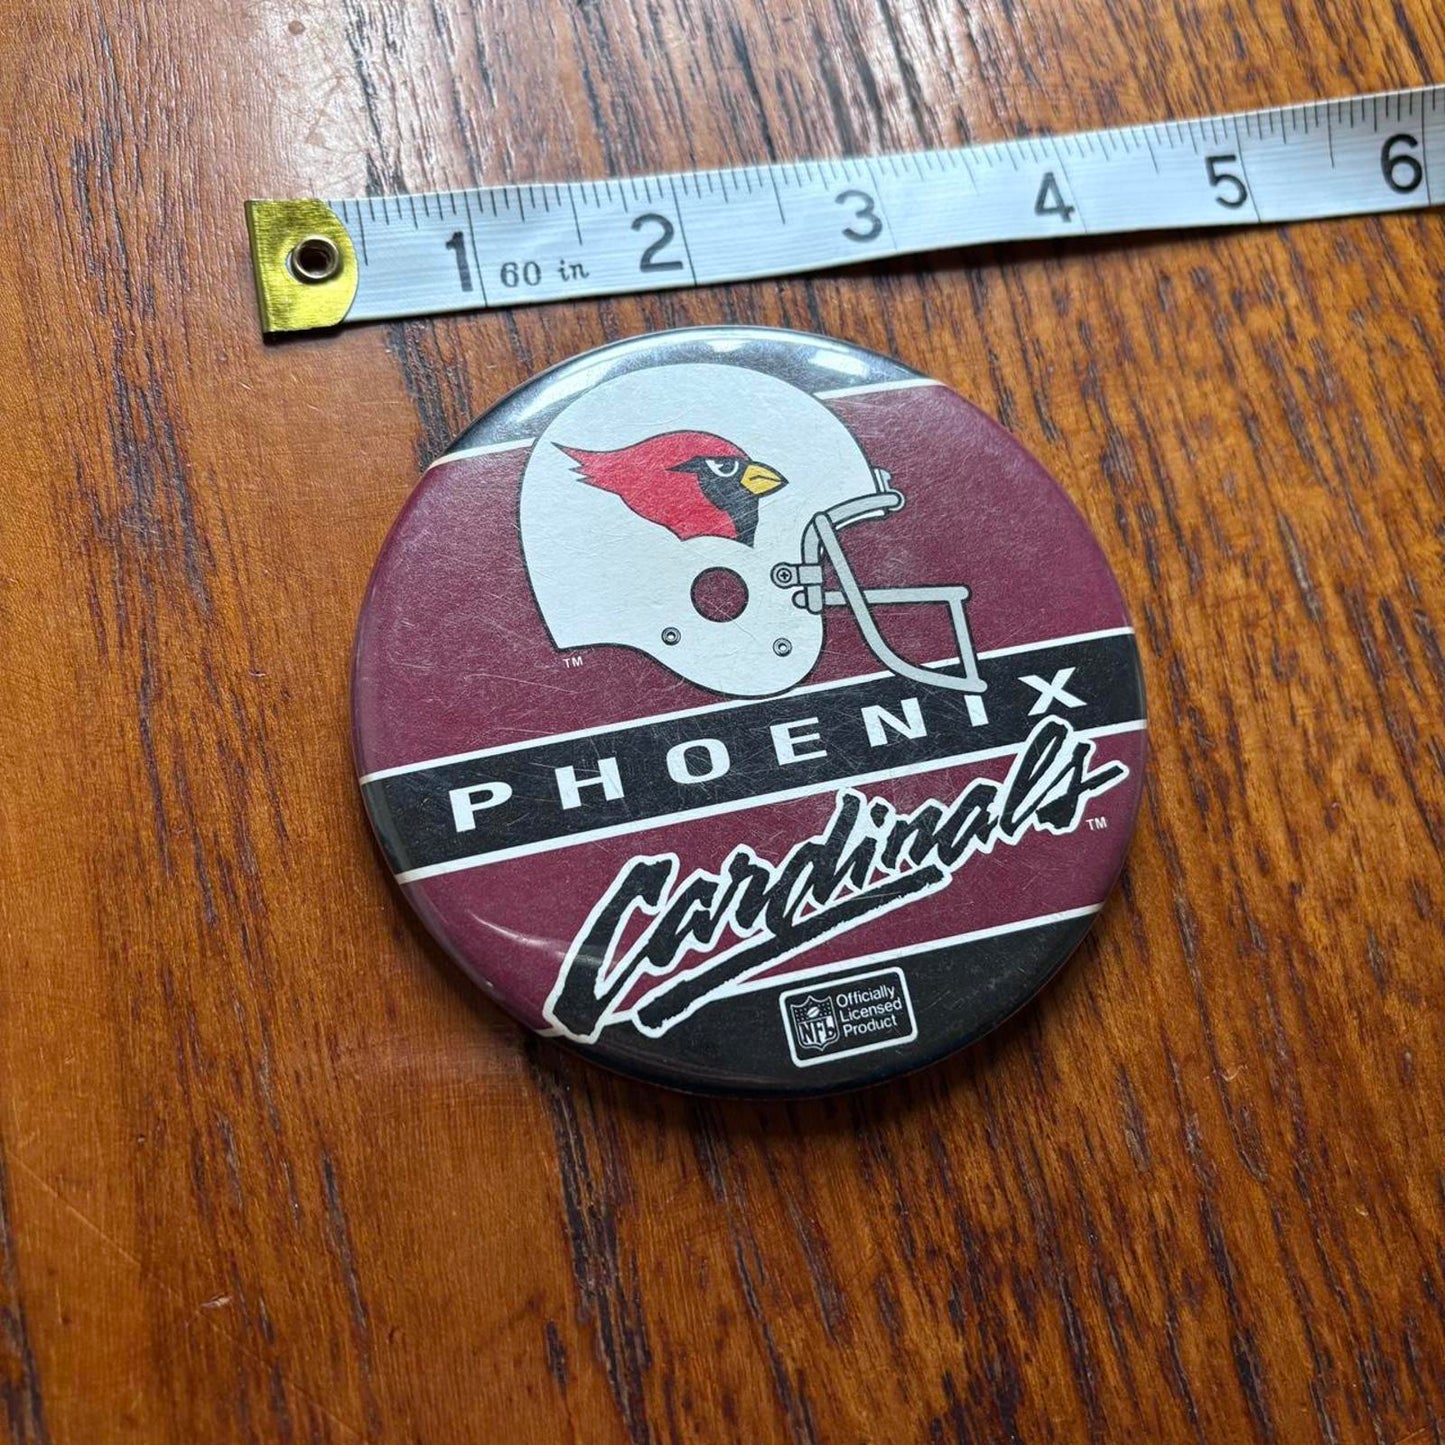 1 60 in 2 3 4 5 6
TM
PHOENIX
Cardinals TM
NFL
Officially
Licensed
Product